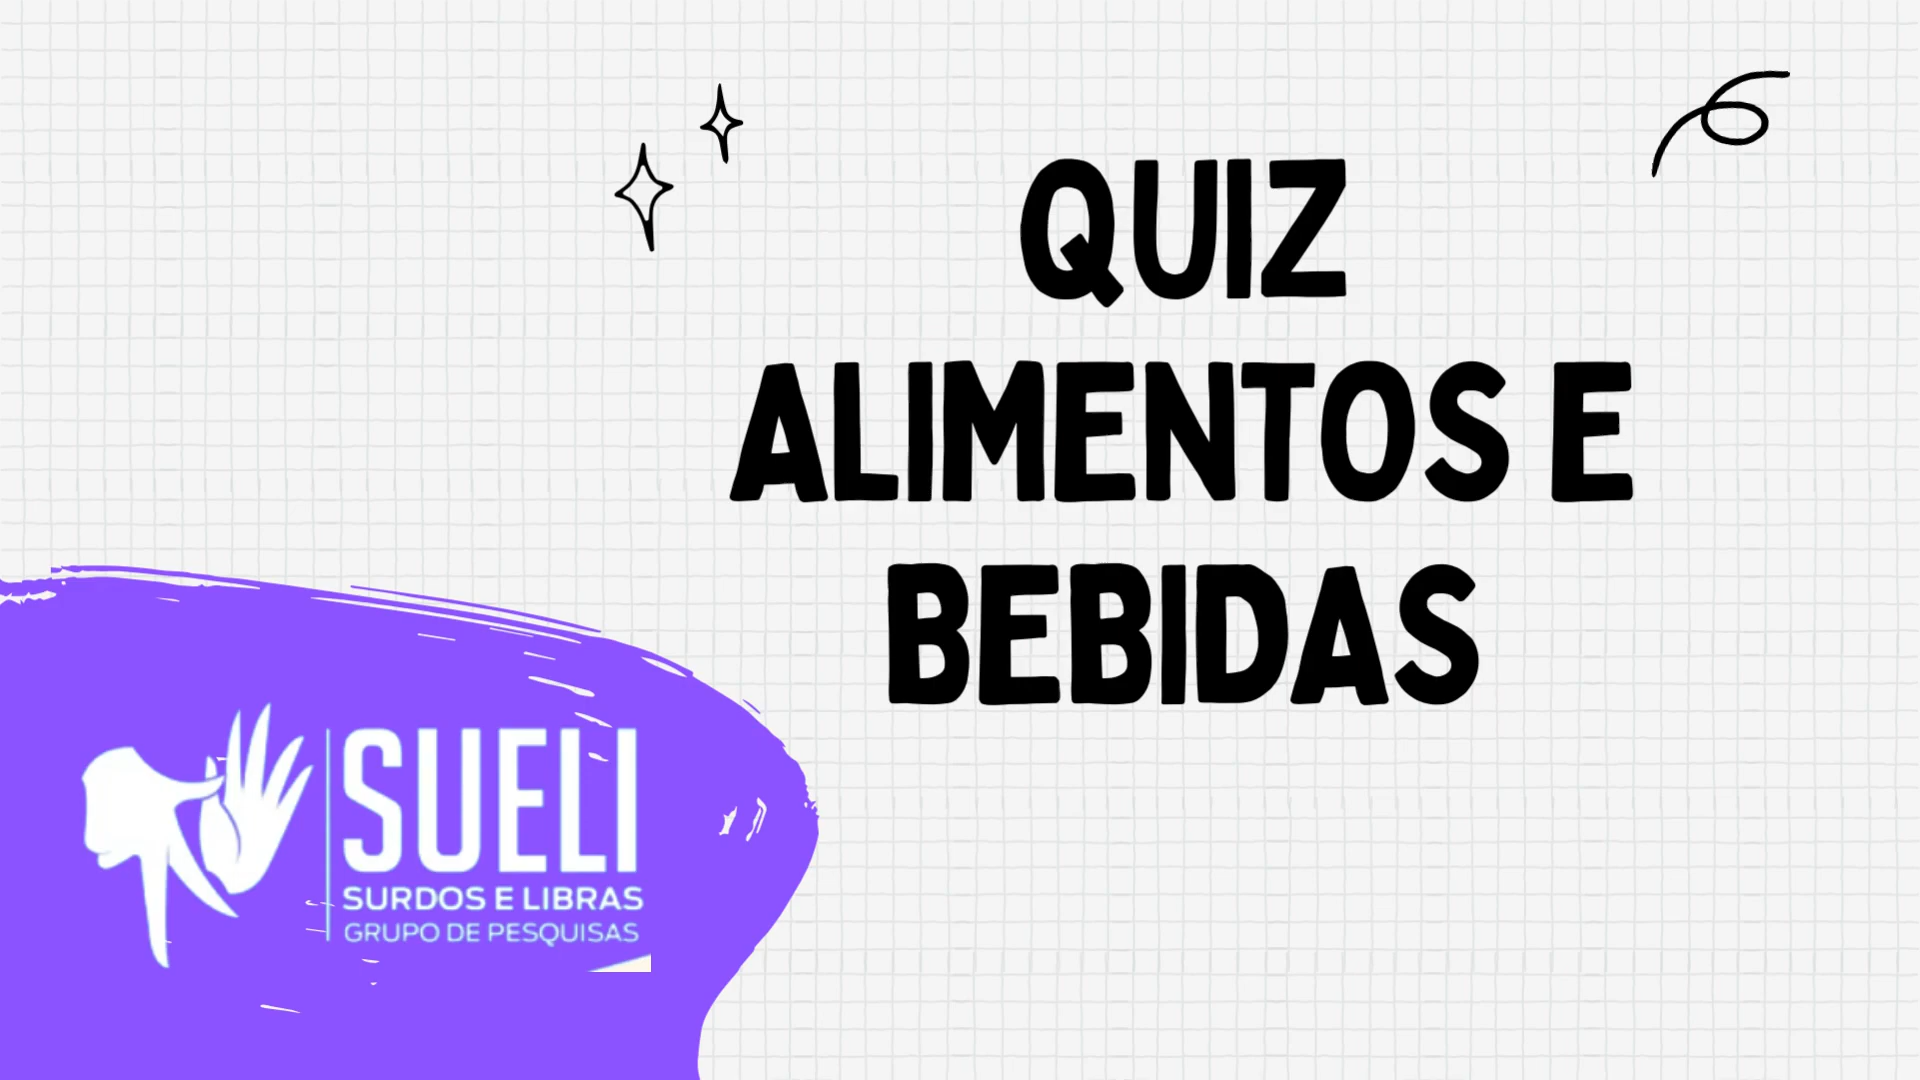 QUIZ
ALIMENTOS E
BEBIDAS
SUELI
SURDOS E LIBRAS
GRUPO DE PESQUISAS